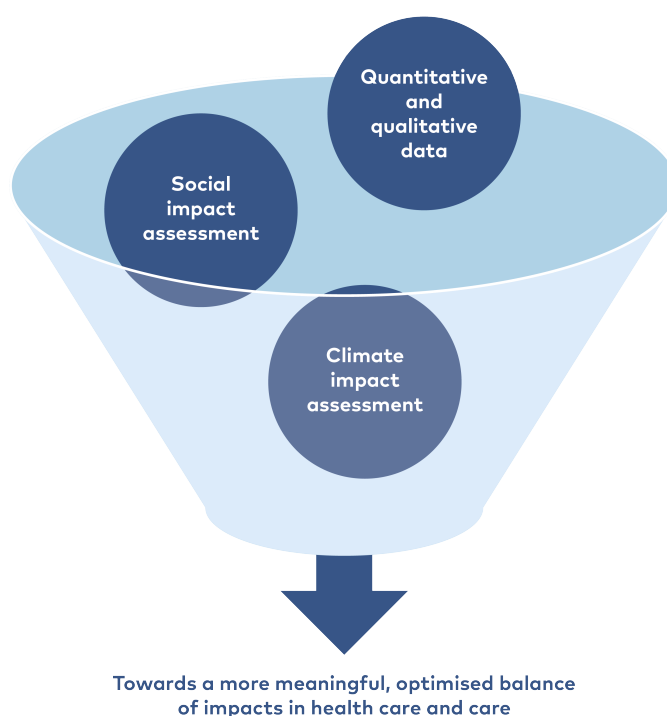 Quantitative
and
qualitative
data
Social
impact
assessment
Climate
impact
assessment
Towards a more meaningful, optimised balance
of impacts in health care and care